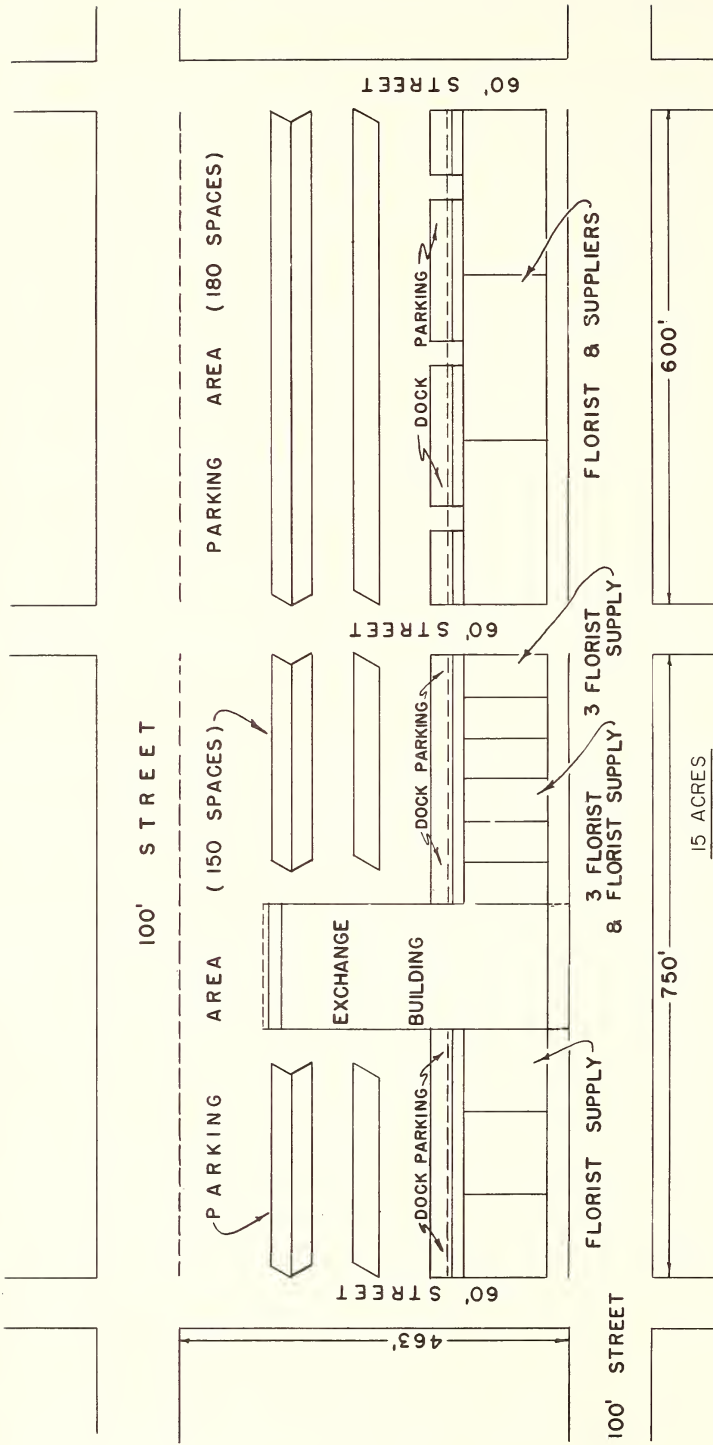 100' STREET
PARKING AREA (150 SPACES)
PARKING AREA (180 SPACES)
60' STREET
60' STREET
60' STREET
463'
EXCHANGE
BUILDING
DOCK PARKING
DOCK PARKING
DOCK PARKING
FLORIST SUPPLY
3 FLORIST
& FLORIST SUPPLY
3 FLORIST
SUPPLY
FLORIST & SUPPLIERS
100' STREET
750'
600'
15 ACRES